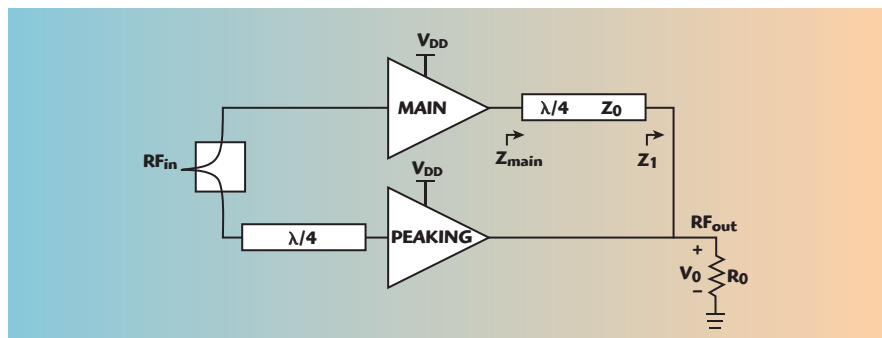 V_DD
MAIN
λ/4 Z_0
Z_main
Z_1
RF_in
V_DD
λ/4
PEAKING
RF_out
+
V_0
R_0
−